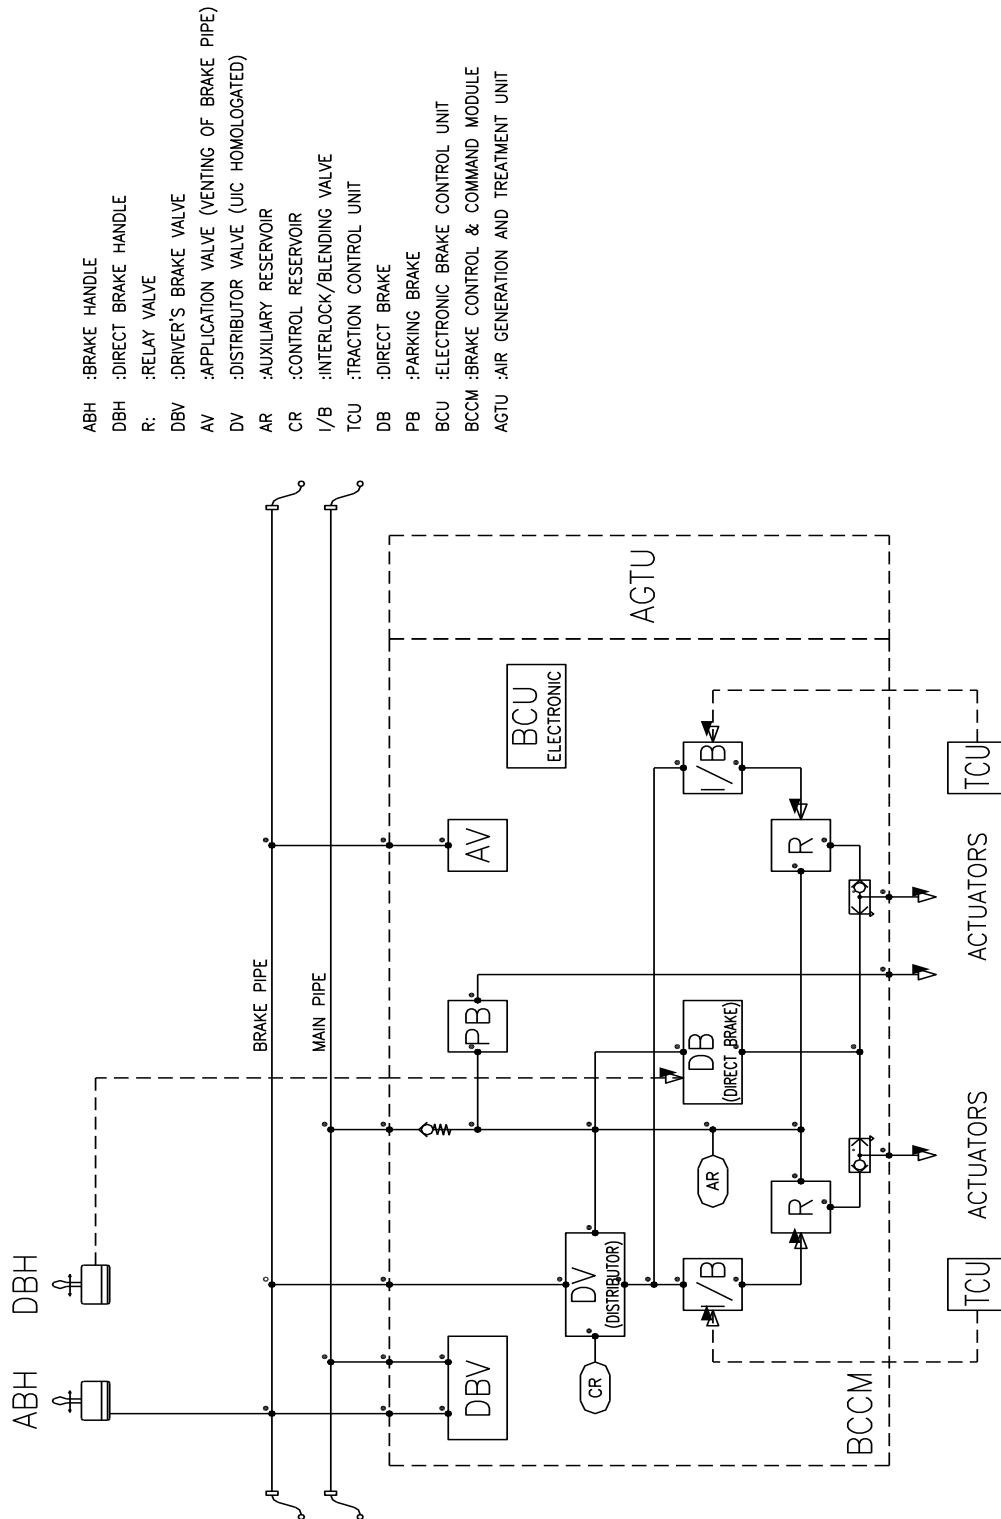 ABH :BRAKE HANDLE
DBH :DIRECT BRAKE HANDLE
R: :RELAY VALVE
DBV :DRIVER'S BRAKE VALVE
AV :APPLICATION VALVE (VENTING OF BRAKE PIPE)
DV :DISTRIBUTOR VALVE (UIC HOMOLOGATED)
AR :AUXILIARY RESERVOIR
CR :CONTROL RESERVOIR
I/B :INTERLOCK/BLENDING VALVE
TCU :TRACTION CONTROL UNIT
DB :DIRECT BRAKE
PB :PARKING BRAKE
BCU :ELECTRONIC BRAKE CONTROL UNIT
BCCM :BRAKE CONTROL & COMMAND MODULE
AGTU :AIR GENERATION AND TREATMENT UNIT
ABH
DBH
BRAKE PIPE
MAIN PIPE
DBV
PB
AV
BCU
ELECTRONIC
AGTU
CR
DV
(DISTRIBUTOR)
DB
(DIRECT BRAKE)
I/B
AR
I/B
R
R
BCCM
TCU
ACTUATORS
ACTUATORS
TCU